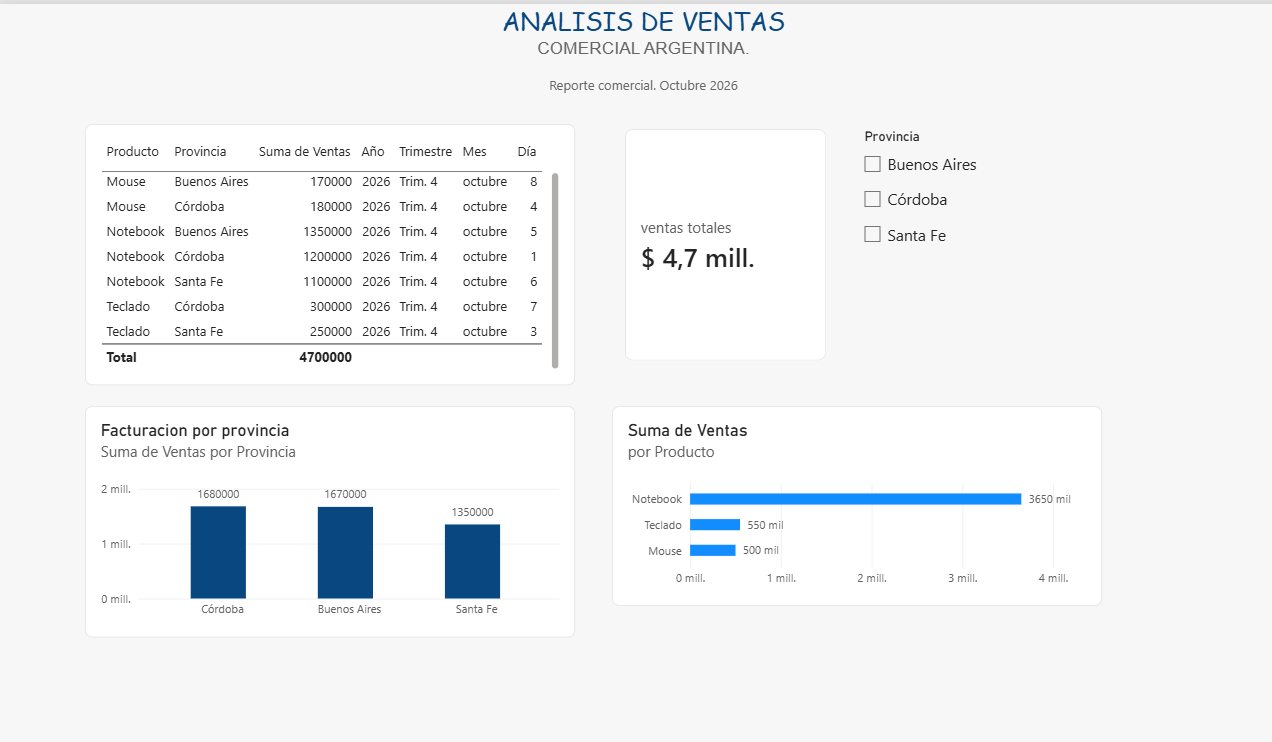 ANALISIS DE VENTAS
COMERCIAL ARGENTINA.
Reporte comercial. Octubre 2026
Producto Provincia Suma de Ventas Año Trimestre Mes Día
Mouse Buenos Aires 170000 2026 Trim. 4 octubre 8
Mouse Córdoba 180000 2026 Trim. 4 octubre 4
Notebook Buenos Aires 1350000 2026 Trim. 4 octubre 5
Notebook Córdoba 1200000 2026 Trim. 4 octubre 1
Notebook Santa Fe 1100000 2026 Trim. 4 octubre 6
Teclado Córdoba 300000 2026 Trim. 4 octubre 7
Teclado Santa Fe 250000 2026 Trim. 4 octubre 3
Total 4700000
ventas totales
$ 4,7 mill.
Provincia
Buenos Aires
Córdoba
Santa Fe
Facturacion por provincia
Suma de Ventas por Provincia
2 mill.
1 mill.
0 mill.
1680000 1670000 1350000
Córdoba Buenos Aires Santa Fe
Suma de Ventas
por Producto
Notebook 3650 mil
Teclado 550 mil
Mouse 500 mil
0 mill. 1 mill. 2 mill. 3 mill. 4 mill.